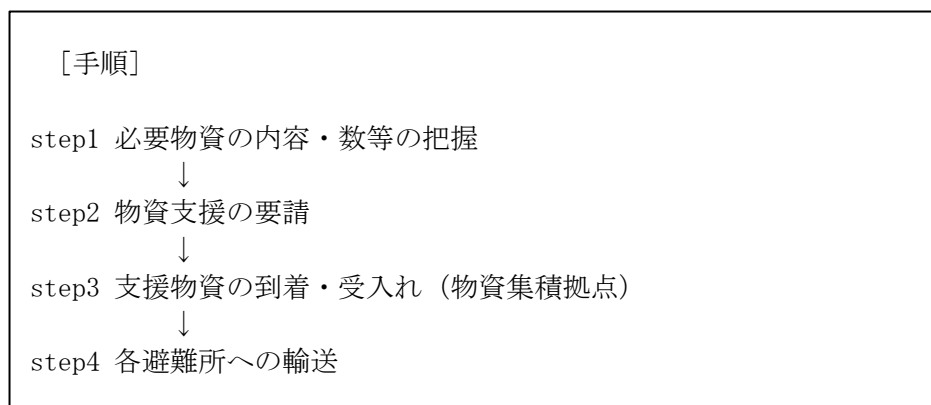 ［手順］
step1 必要物資の内容・数等の把握
↓
step2 物資支援の要請
↓
step3 支援物資の到着・受入れ（物資集積拠点）
↓
step4 各避難所への輸送